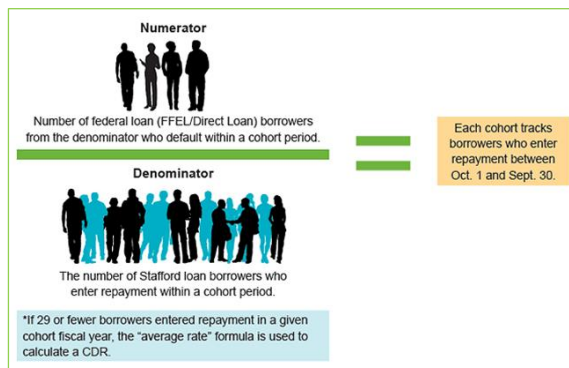 Numerator
Number of federal loan (FFEL/Direct Loan) borrowers
from the denominator who default within a cohort period.
Denominator
The number of Stafford loan borrowers who
enter repayment within a cohort period.
*If 29 or fewer borrowers entered repayment in a given
cohort fiscal year, the “average rate” formula is used to
calculate a CDR.
Each cohort tracks
borrowers who enter
repayment between
Oct. 1 and Sept. 30.